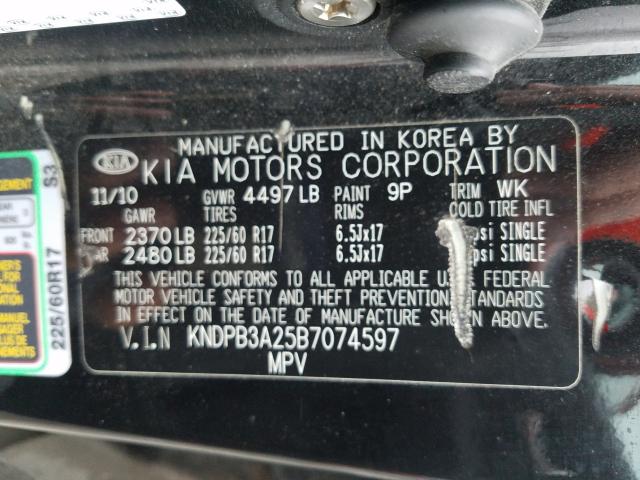 MANUFACTURED IN KOREA BY
KIA KIA MOTORS CORPORATION
11/10 GVWR 4497 LB PAINT 9P TRIM WK
GAWR TIRES RIMS COLD TIRE INFL
FRONT 2370 LB 225/60 R17 6.5Jx17 psi SINGLE
2480 LB 225/60 R17 6.5Jx17 psi SINGLE
THIS VEHICLE CONFORMS TO ALL APPLICABLE FEDERAL
MOTOR VEHICLE SAFETY AND THEFT PREVENTION STANDARDS
IN EFFECT ON THE DATE OF MANUFACTURE SHOWN ABOVE.
V.I.N KNDPB3A25B7074597
MPV
225/60R17 S3